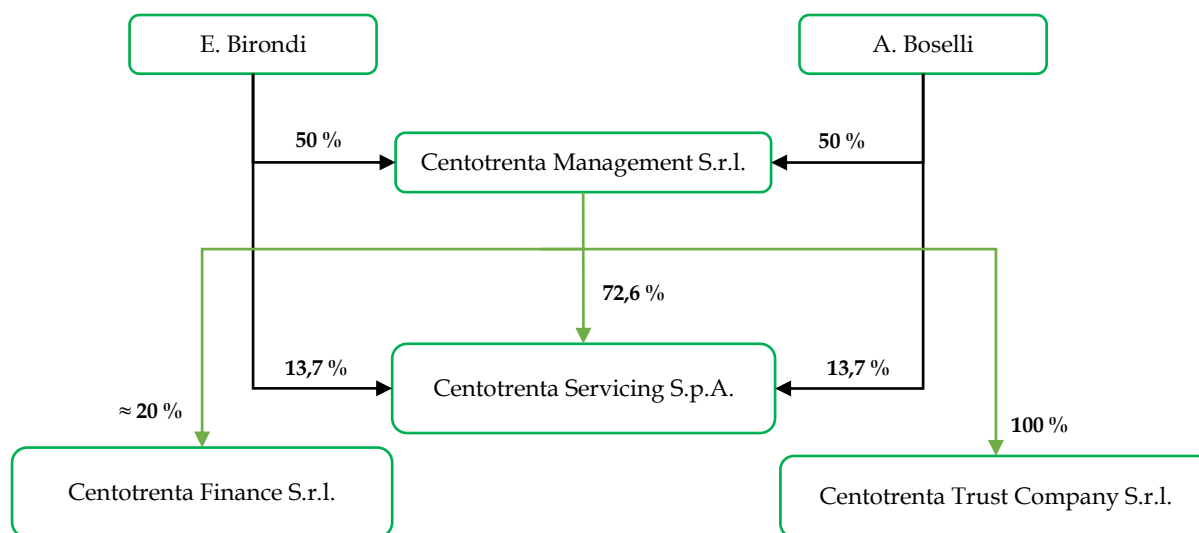 E. Birondi
A. Boselli
50 %
Centotrenta Management S.r.l.
50 %
72,6 %
13,7 %
Centotrenta Servicing S.p.A.
13,7 %
≈ 20 %
100 %
Centotrenta Finance S.r.l.
Centotrenta Trust Company S.r.l.